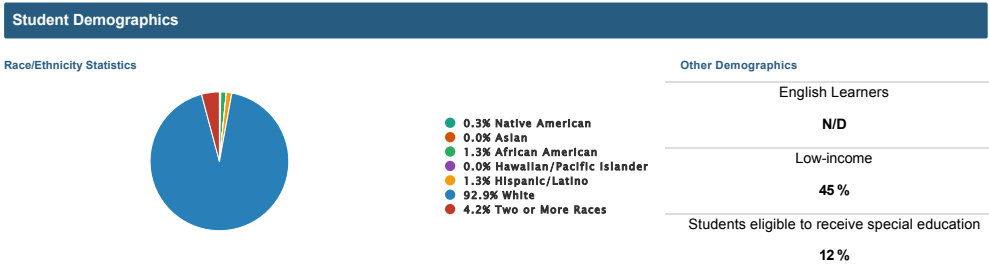 Student Demographics
Race/Ethnicity Statistics
0.3% Native American
0.0% Asian
1.3% African American
0.0% Hawaiian/Pacific Islander
1.3% Hispanic/Latino
92.9% White
4.2% Two or More Races
Other Demographics
English Learners
N/D
Low-income
45 %
Students eligible to receive special education
12 %